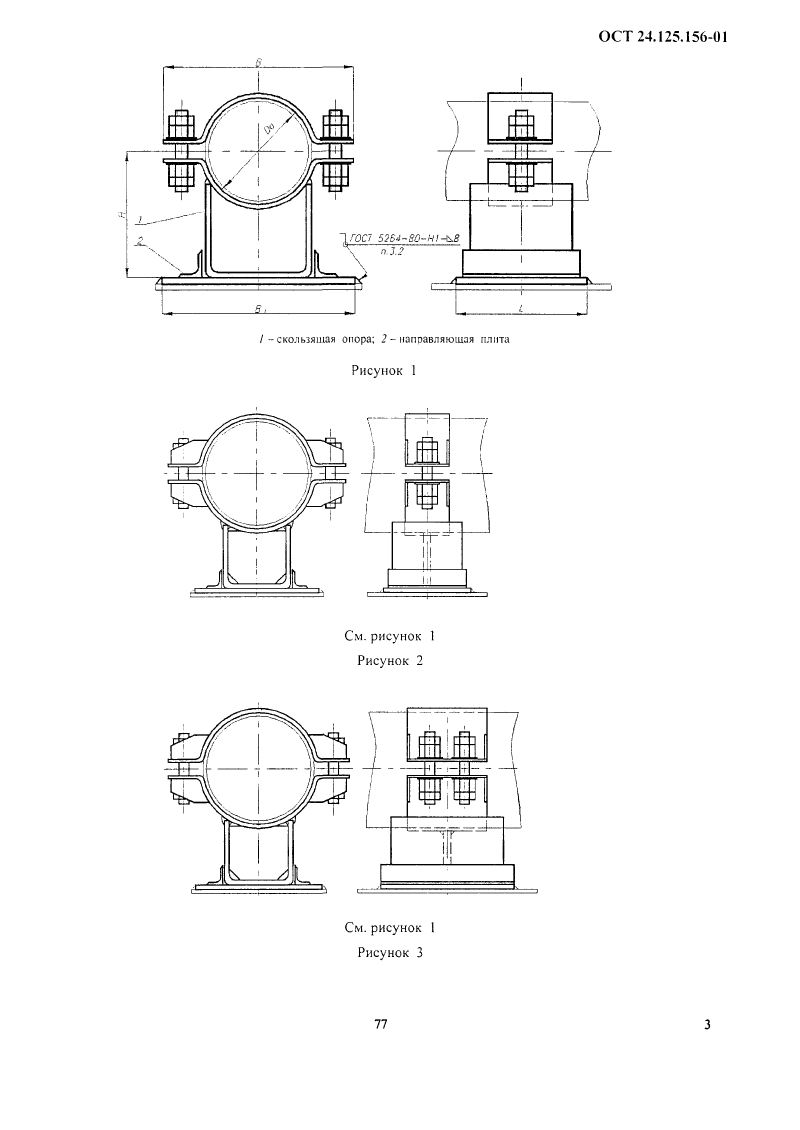 ОСТ 24.125.156-01
B
Da
H
1
2
ГОСТ 5264-80-Н1-⊿8
п.3.2
B1
L
1 – скользящая опора; 2 – направляющая плита
Рисунок 1
См. рисунок 1
Рисунок 2
См. рисунок 1
Рисунок 3
77 3